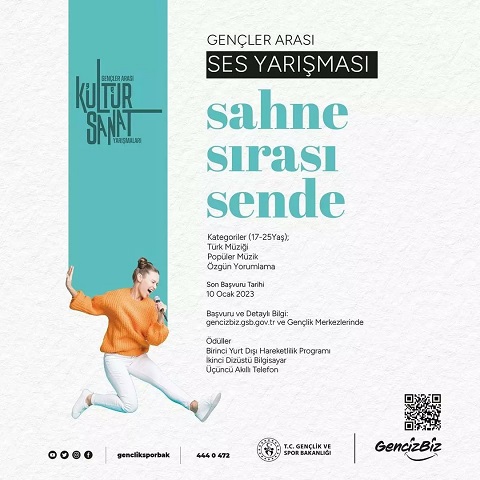 GENÇLER ARASI
SES YARIŞMASI
GENÇLER ARASI
KÜLTÜR
VE
SANAT
YARIŞMALARI
sahne
sırası
sende
Kategoriler (17-25Yaş);
Türk Müziği
Popüler Müzik
Özgün Yorumlama
Son Başvuru Tarihi
10 Ocak 2023
Başvuru ve Detaylı Bilgi:
gencizbiz.gsb.gov.tr ve Gençlik Merkezlerinde
Ödüller
Birinci Yurt Dışı Hareketlilik Programı
İkinci Dizüstü Bilgisayar
Üçüncü Akıllı Telefon
gencliksporbak
444 0 472
T.C. GENÇLİK VE
SPOR BAKANLIĞI
GencizBiz